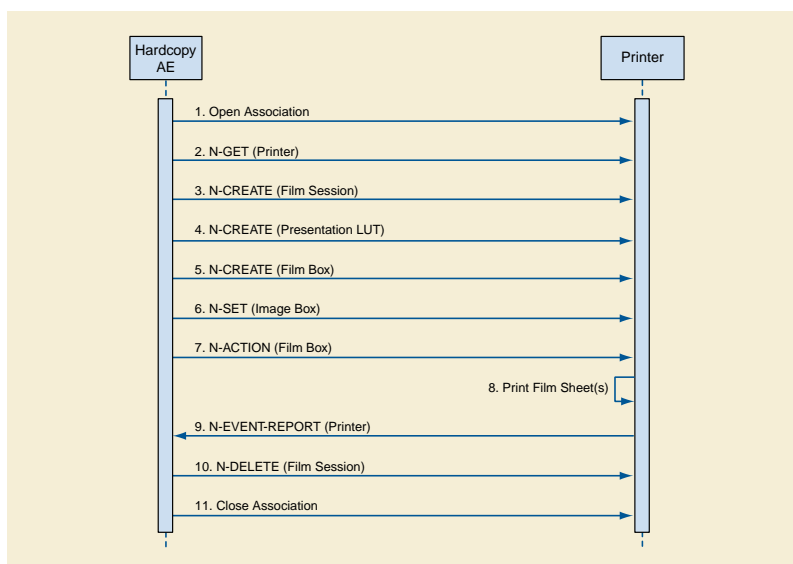 Hardcopy
AE
Printer
1. Open Association
2. N-GET (Printer)
3. N-CREATE (Film Session)
4. N-CREATE (Presentation LUT)
5. N-CREATE (Film Box)
6. N-SET (Image Box)
7. N-ACTION (Film Box)
8. Print Film Sheet(s)
9. N-EVENT-REPORT (Printer)
10. N-DELETE (Film Session)
11. Close Association